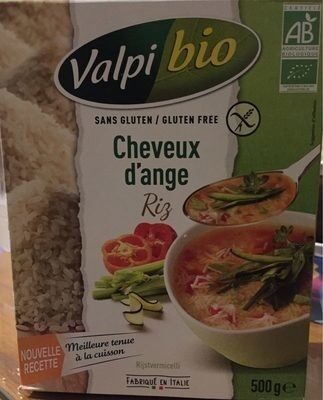 Valpi bio
CERTIFIÉ
AB
AGRICULTURE
BIOLOGIQUE
SANS GLUTEN / GLUTEN FREE
Cheveux
d'ange
Riz
NOUVELLE
RECETTE
Meilleure tenue
à la cuisson
Rijstvermicelli
FABRIQUÉ EN ITALIE
500g